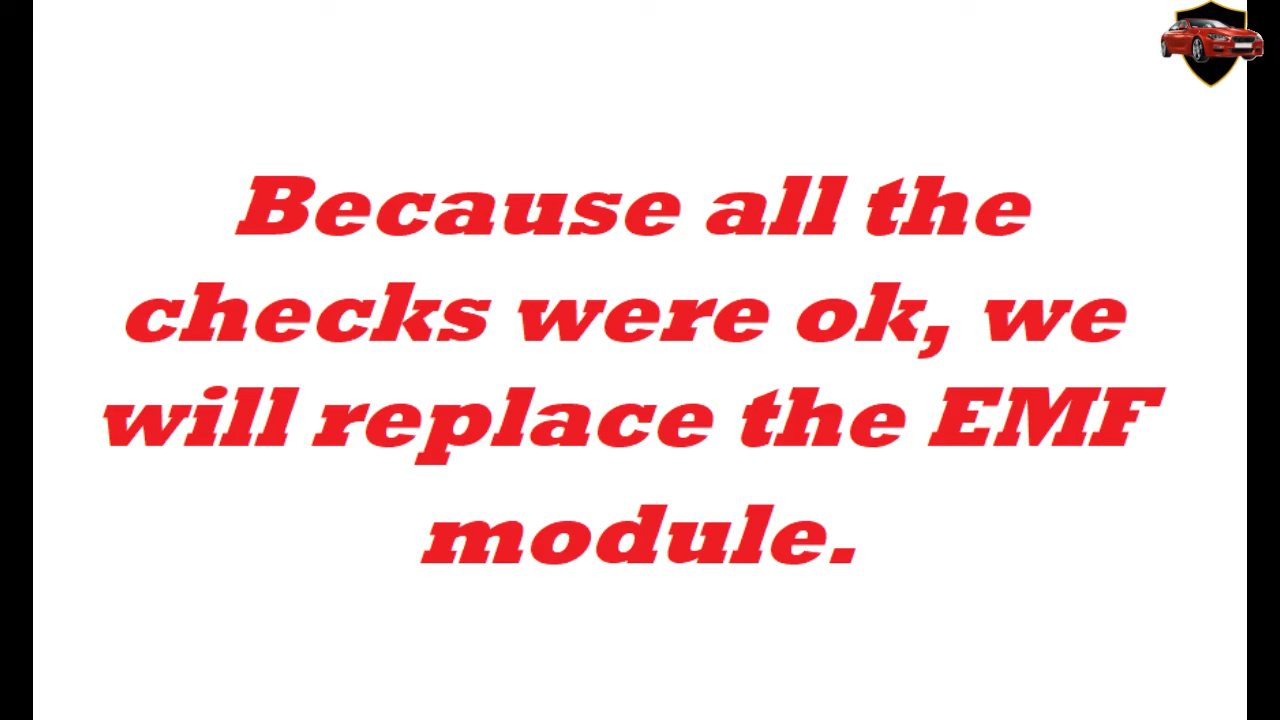 Because all the
checks were ok, we
will replace the EMF
module.